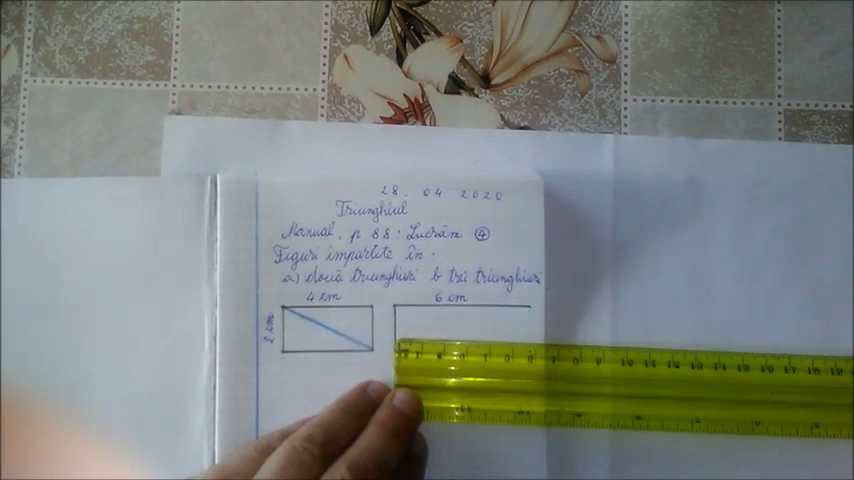 28. 04 2020
Triunghiul
Manual, p 88: Lucrăm 4
Figuri împărțite în:
a) două triunghiuri b trei triunghiuri
4 cm 6 cm
2 cm